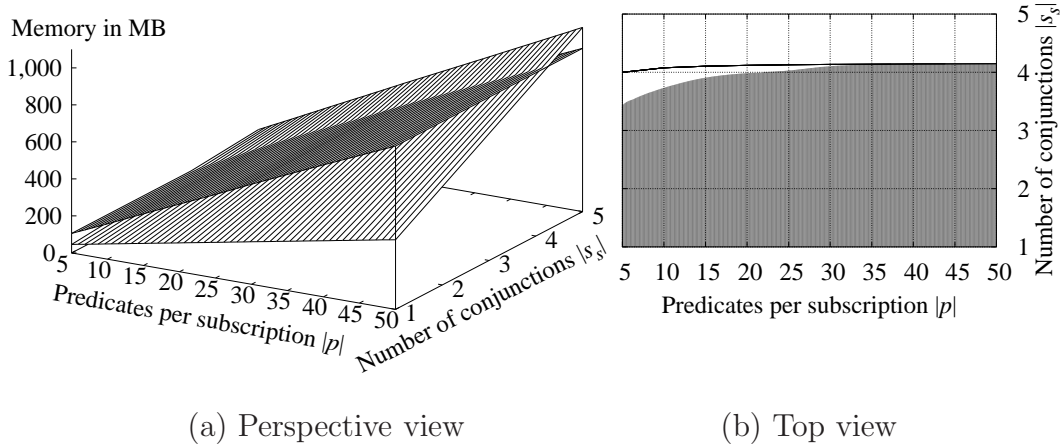 Memory in MB
1,000
800
600
400
200
0
5 10 15 20 25 30 35 40 45 50
Predicates per subscription |p|
1 2 3 4 5
Number of conjunctions |s_s|
5
4
3
2
1
5 10 15 20 25 30 35 40 45 50
Predicates per subscription |p|
Number of conjunctions |s_s|
(a) Perspective view
(b) Top view